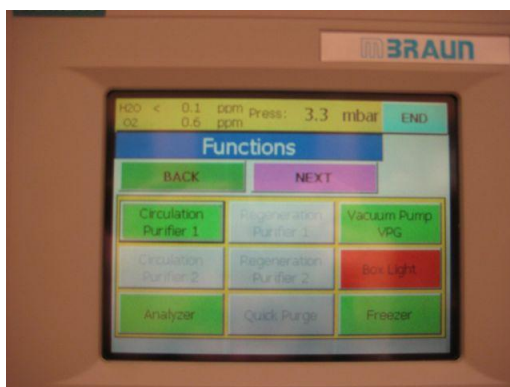 MBRAUN
H2O < 0.1 ppm Press: 3.3 mbar END
O2 0.6 ppm
Functions
BACK NEXT
Circulation Purifier 1
Regeneration Purifier 1
Vacuum Pump VPG
Circulation Purifier 2
Regeneration Purifier 2
Box Light
Analyzer
Quick Purge
Freezer